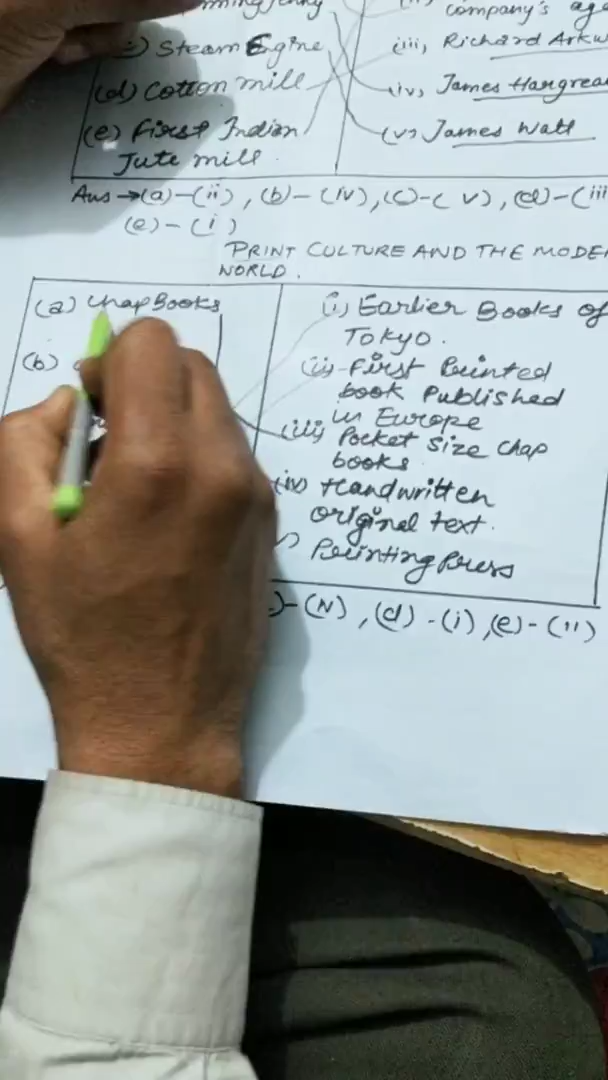 company's
Steam Engine
(iii) Richard
(d) Cotton mill
(iv) James
(e) First Indian
Jute mill.
(v) James Watt
Ans →(a)-(ii), (b)-(iv), (c)-(v), (d)-(iii
(e)-(i)
PRINT CULTURE AND THE MODE
WORLD.
(a) Chap Books
(b)
(i) Earlier Books of
Tokyo.
(ii) First Printed
book Published
in Europe
(iii) Pocket Size Chap
books.
(iv) Handwritten
original text.
Printing Press
)-(iv), (d)-(i), (e)-(ii)